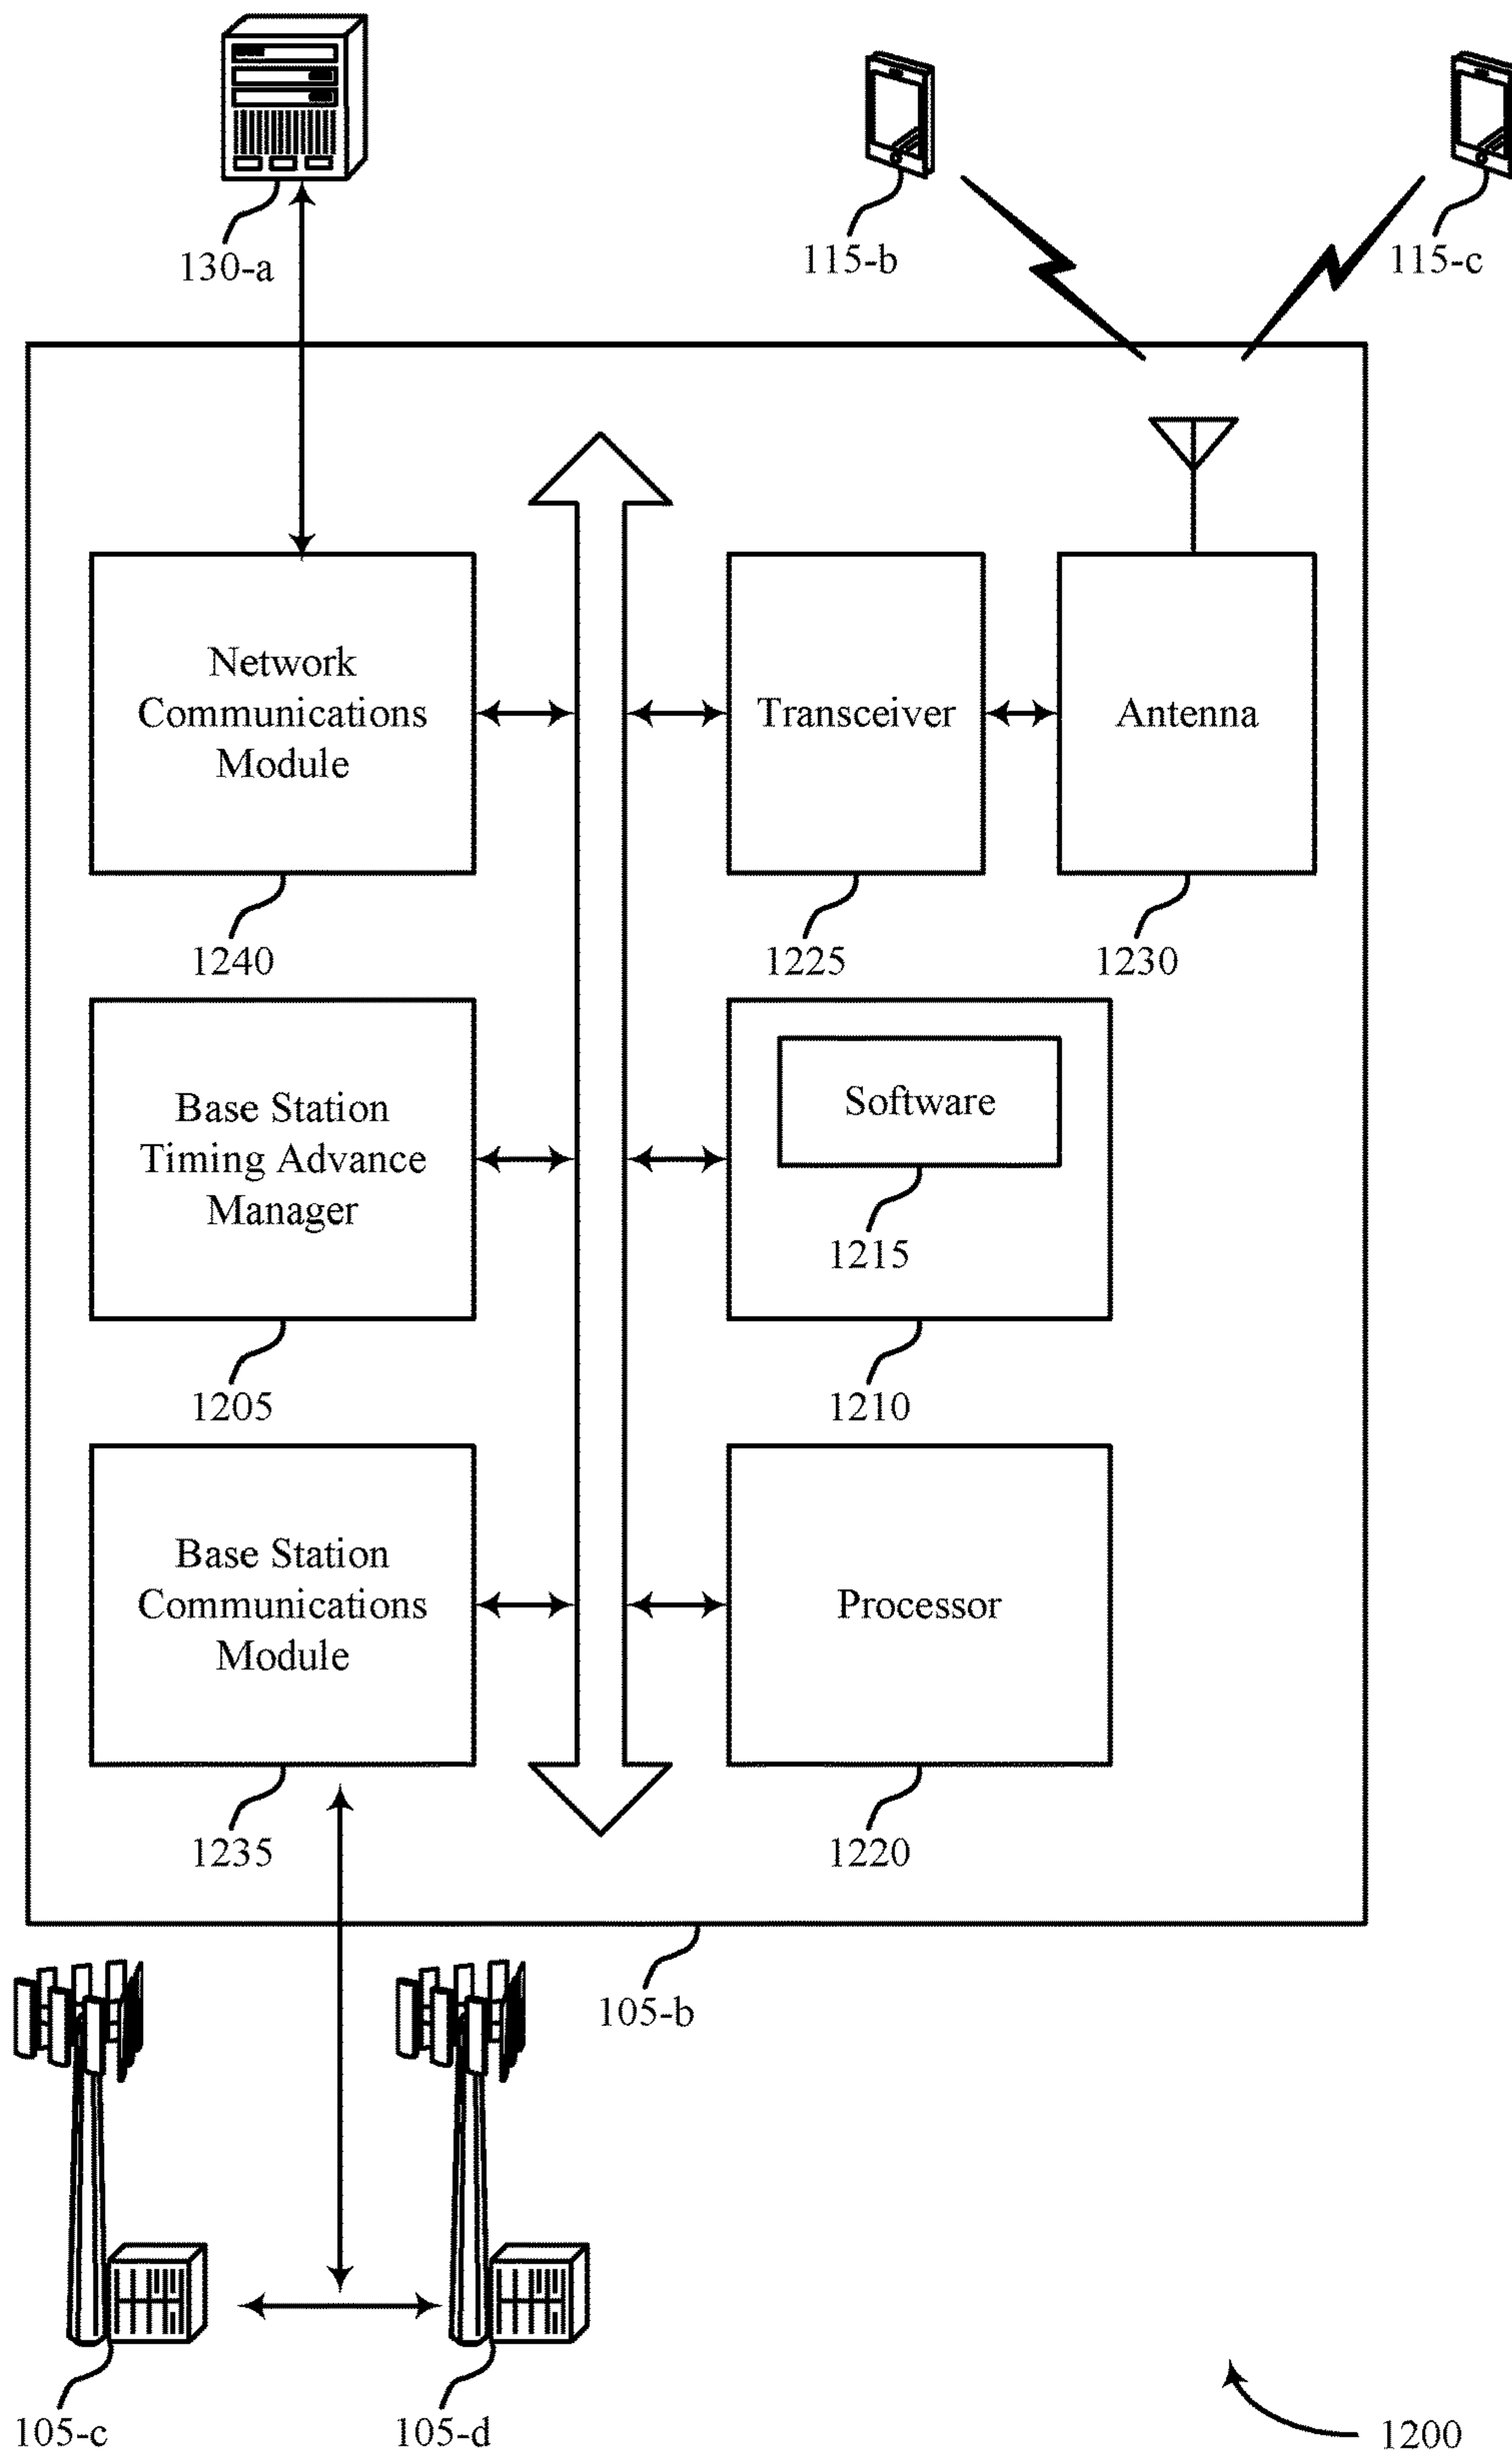 130-a
115-b
115-c
Network
Communications
Module
Transceiver
Antenna
1240
1225
1230
Base Station
Timing Advance
Manager
Software
1215
1205
1210
Base Station
Communications
Module
Processor
1235
1220
105-b
105-c
105-d
1200